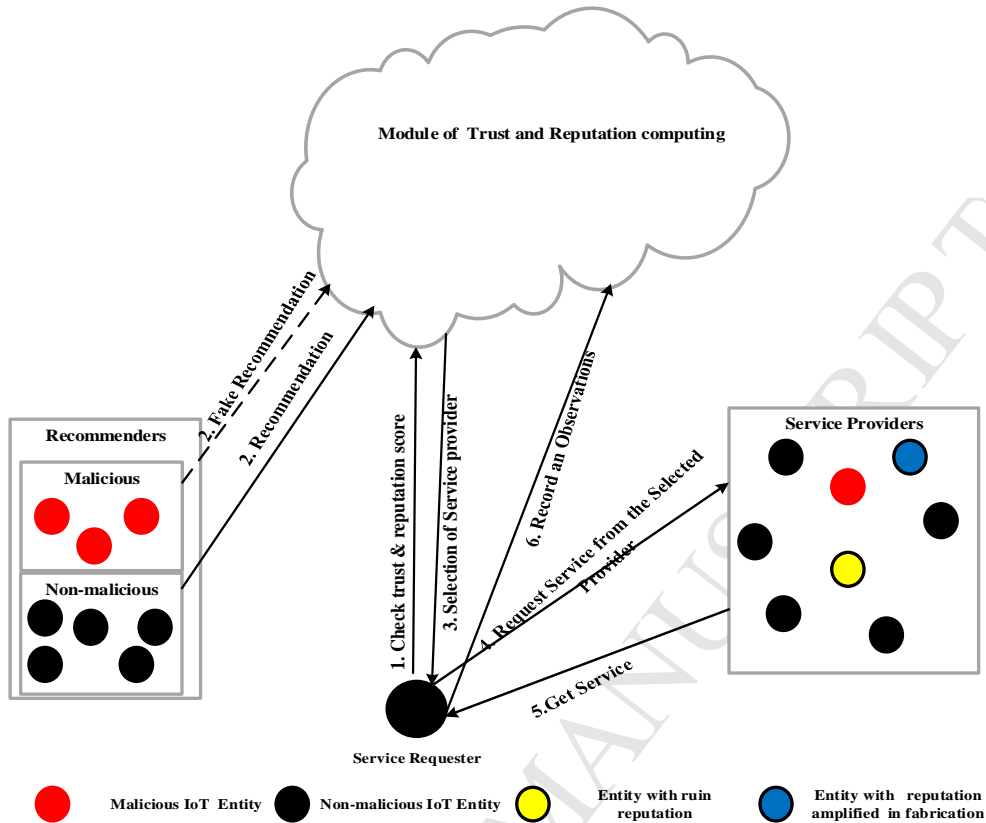 Module of Trust and Reputation computing
2. Fake Recommendation
2. Recommendation
Recommenders
Malicious
Non-malicious
1. Check trust & reputation score
3. Selection of Service provider
6. Record an Observations
4. Request Service from the Selected
Provider
5.Get Service
Service Providers
Service Requester
Malicious IoT Entity
Non-malicious IoT Entity
Entity with ruin
reputation
Entity with reputation
amplified in fabrication
MANUSCRIPT